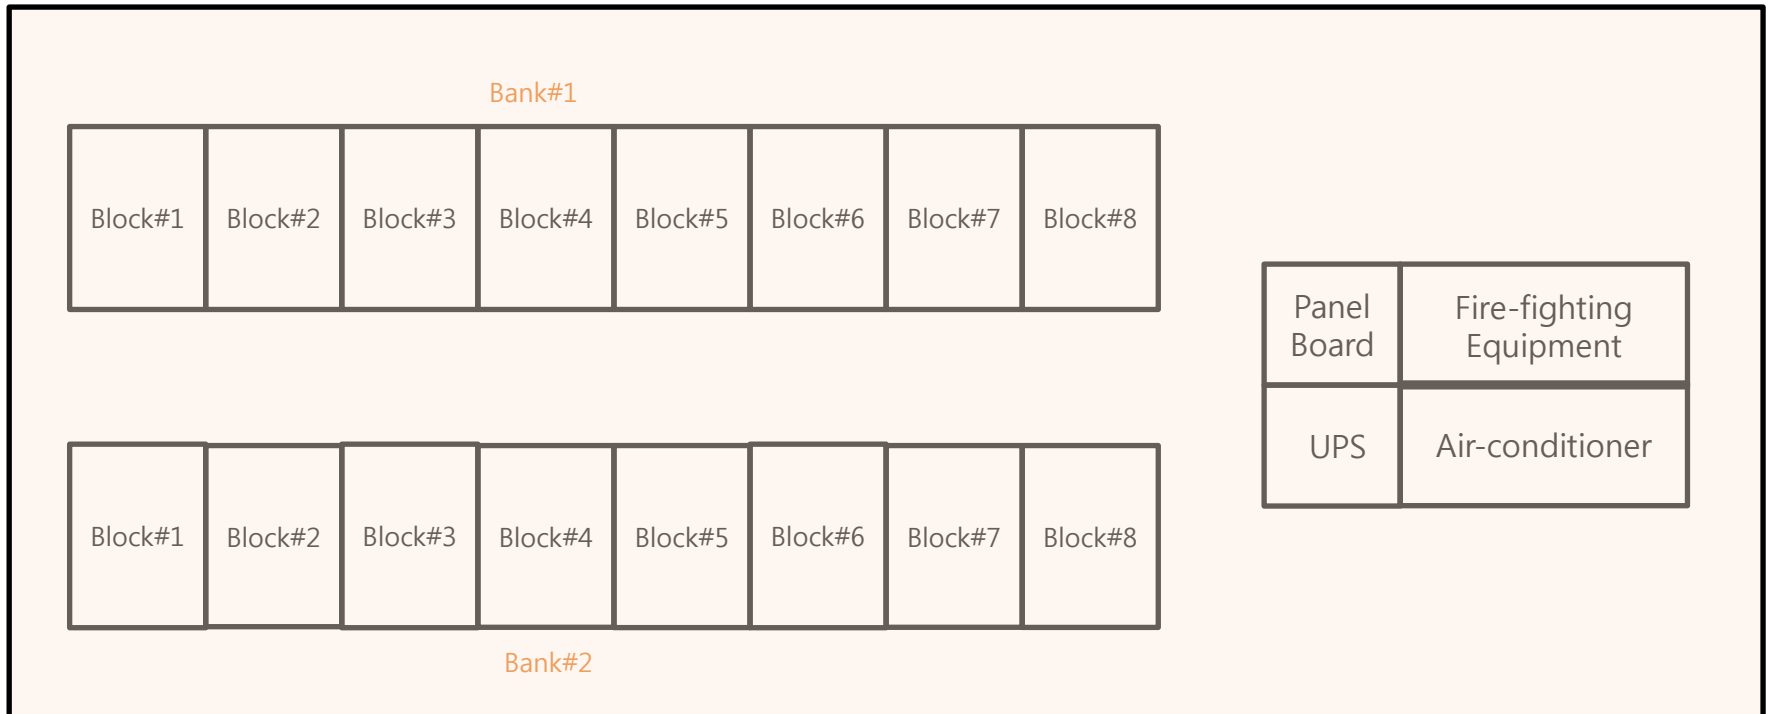 Bank#1
Block#1 Block#2 Block#3 Block#4 Block#5 Block#6 Block#7 Block#8
Panel
Board
Fire-fighting
Equipment
UPS
Air-conditioner
Block#1 Block#2 Block#3 Block#4 Block#5 Block#6 Block#7 Block#8
Bank#2